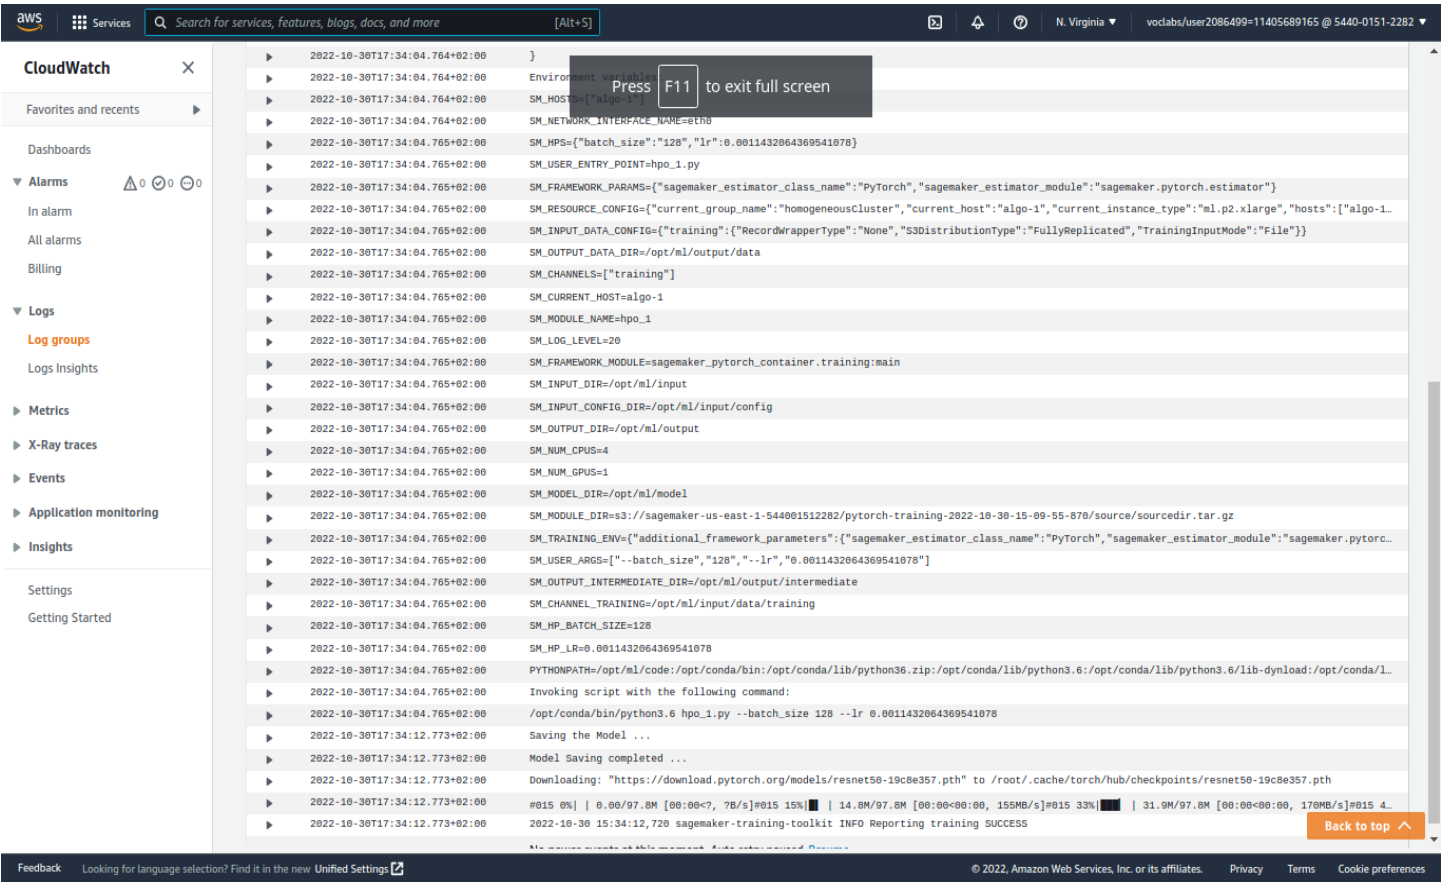 aws Services Search for services, features, blogs, docs, and more [Alt+S] N. Virginia voclabs/user2086499=11405689165 @ 5440-0151-2282
CloudWatch
Favorites and recents
Dashboards
Alarms 0 0 0
In alarm
All alarms
Billing
Logs
Log groups
Logs Insights
Metrics
X-Ray traces
Events
Application monitoring
Insights
Settings
Getting Started
Press F11 to exit full screen
2022-10-30T17:34:04.764+02:00 }
2022-10-30T17:34:04.764+02:00 Environment variables:
2022-10-30T17:34:04.764+02:00 SM_HOSTS=["algo-1"]
2022-10-30T17:34:04.764+02:00 SM_NETWORK_INTERFACE_NAME=eth0
2022-10-30T17:34:04.765+02:00 SM_HPS={"batch_size":"128","lr":0.0011432064369541078}
2022-10-30T17:34:04.765+02:00 SM_USER_ENTRY_POINT=hpo_1.py
2022-10-30T17:34:04.765+02:00 SM_FRAMEWORK_PARAMS={"sagemaker_estimator_class_name":"PyTorch","sagemaker_estimator_module":"sagemaker.pytorch.estimator"}
2022-10-30T17:34:04.765+02:00 SM_RESOURCE_CONFIG={"current_group_name":"homogeneousCluster","current_host":"algo-1","current_instance_type":"ml.p2.xlarge","hosts":["algo-1…
2022-10-30T17:34:04.765+02:00 SM_INPUT_DATA_CONFIG={"training":{"RecordWrapperType":"None","S3DistributionType":"FullyReplicated","TrainingInputMode":"File"}}
2022-10-30T17:34:04.765+02:00 SM_OUTPUT_DATA_DIR=/opt/ml/output/data
2022-10-30T17:34:04.765+02:00 SM_CHANNELS=["training"]
2022-10-30T17:34:04.765+02:00 SM_CURRENT_HOST=algo-1
2022-10-30T17:34:04.765+02:00 SM_MODULE_NAME=hpo_1
2022-10-30T17:34:04.765+02:00 SM_LOG_LEVEL=20
2022-10-30T17:34:04.765+02:00 SM_FRAMEWORK_MODULE=sagemaker_pytorch_container.training:main
2022-10-30T17:34:04.765+02:00 SM_INPUT_DIR=/opt/ml/input
2022-10-30T17:34:04.765+02:00 SM_INPUT_CONFIG_DIR=/opt/ml/input/config
2022-10-30T17:34:04.765+02:00 SM_OUTPUT_DIR=/opt/ml/output
2022-10-30T17:34:04.765+02:00 SM_NUM_CPUS=4
2022-10-30T17:34:04.765+02:00 SM_NUM_GPUS=1
2022-10-30T17:34:04.765+02:00 SM_MODEL_DIR=/opt/ml/model
2022-10-30T17:34:04.765+02:00 SM_MODULE_DIR=s3://sagemaker-us-east-1-544001512282/pytorch-training-2022-10-30-15-09-55-870/source/sourcedir.tar.gz
2022-10-30T17:34:04.765+02:00 SM_TRAINING_ENV={"additional_framework_parameters":{"sagemaker_estimator_class_name":"PyTorch","sagemaker_estimator_module":"sagemaker.pytorc…
2022-10-30T17:34:04.765+02:00 SM_USER_ARGS=["--batch_size","128","--lr","0.0011432064369541078"]
2022-10-30T17:34:04.765+02:00 SM_OUTPUT_INTERMEDIATE_DIR=/opt/ml/output/intermediate
2022-10-30T17:34:04.765+02:00 SM_CHANNEL_TRAINING=/opt/ml/input/data/training
2022-10-30T17:34:04.765+02:00 SM_HP_BATCH_SIZE=128
2022-10-30T17:34:04.765+02:00 SM_HP_LR=0.0011432064369541078
2022-10-30T17:34:04.765+02:00 PYTHONPATH=/opt/ml/code:/opt/conda/bin:/opt/conda/lib/python36.zip:/opt/conda/lib/python3.6:/opt/conda/lib/python3.6/lib-dynload:/opt/conda/l…
2022-10-30T17:34:04.765+02:00 Invoking script with the following command:
2022-10-30T17:34:04.765+02:00 /opt/conda/bin/python3.6 hpo_1.py --batch_size 128 --lr 0.0011432064369541078
2022-10-30T17:34:12.773+02:00 Saving the Model ...
2022-10-30T17:34:12.773+02:00 Model Saving completed ...
2022-10-30T17:34:12.773+02:00 Downloading: "https://download.pytorch.org/models/resnet50-19c8e357.pth" to /root/.cache/torch/hub/checkpoints/resnet50-19c8e357.pth
2022-10-30T17:34:12.773+02:00 #015 0%| | 0.00/97.8M [00:00<?, ?B/s]#015 15%|█▍ | 14.8M/97.8M [00:00<00:00, 155MB/s]#015 33%|███▎ | 31.9M/97.8M [00:00<00:00, 170MB/s]#015 4…
2022-10-30T17:34:12.773+02:00 2022-10-30 15:34:12,720 sagemaker-training-toolkit INFO Reporting training SUCCESS
No newer events at this moment. Auto retry paused. Resume
Back to top
Feedback Looking for language selection? Find it in the new Unified Settings © 2022, Amazon Web Services, Inc. or its affiliates. Privacy Terms Cookie preferences